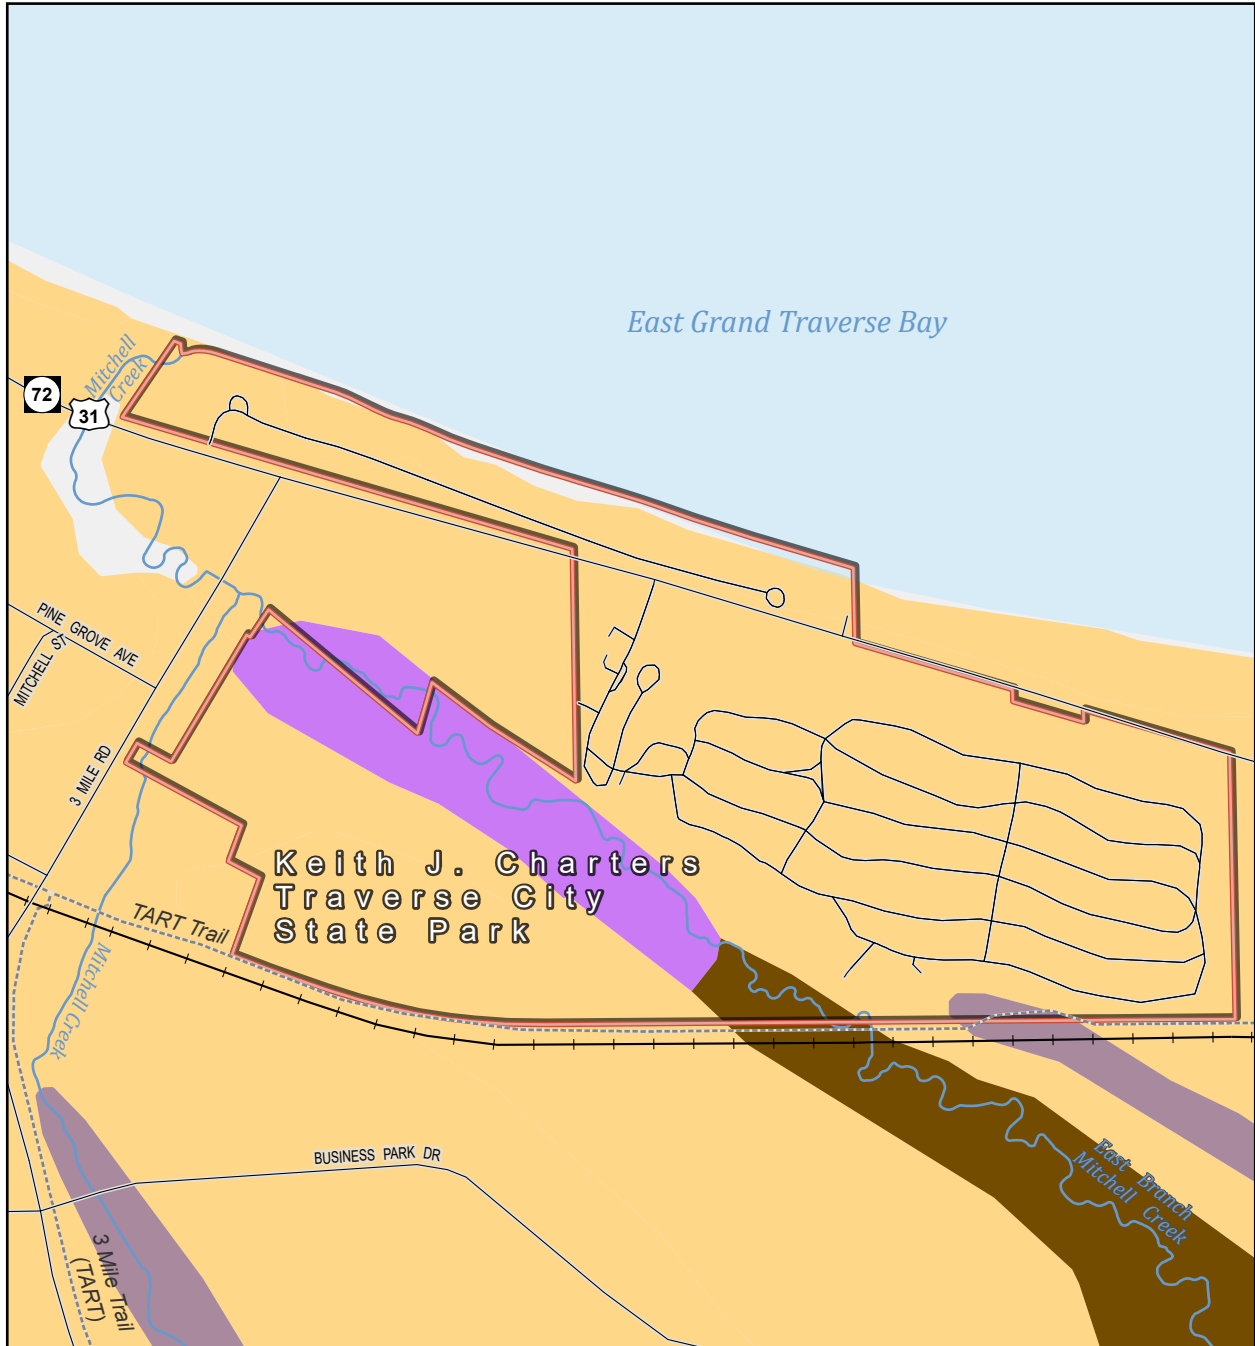 East Grand Traverse Bay
Mitchell
Creek
72
31
PINE GROVE AVE
MITCHELL ST
3 MILE RD
Keith J. Charters
Traverse City
State Park
TART Trail
Mitchell Creek
BUSINESS PARK DR
East Branch
Mitchell Creek
3 Mile Trail
(TART)